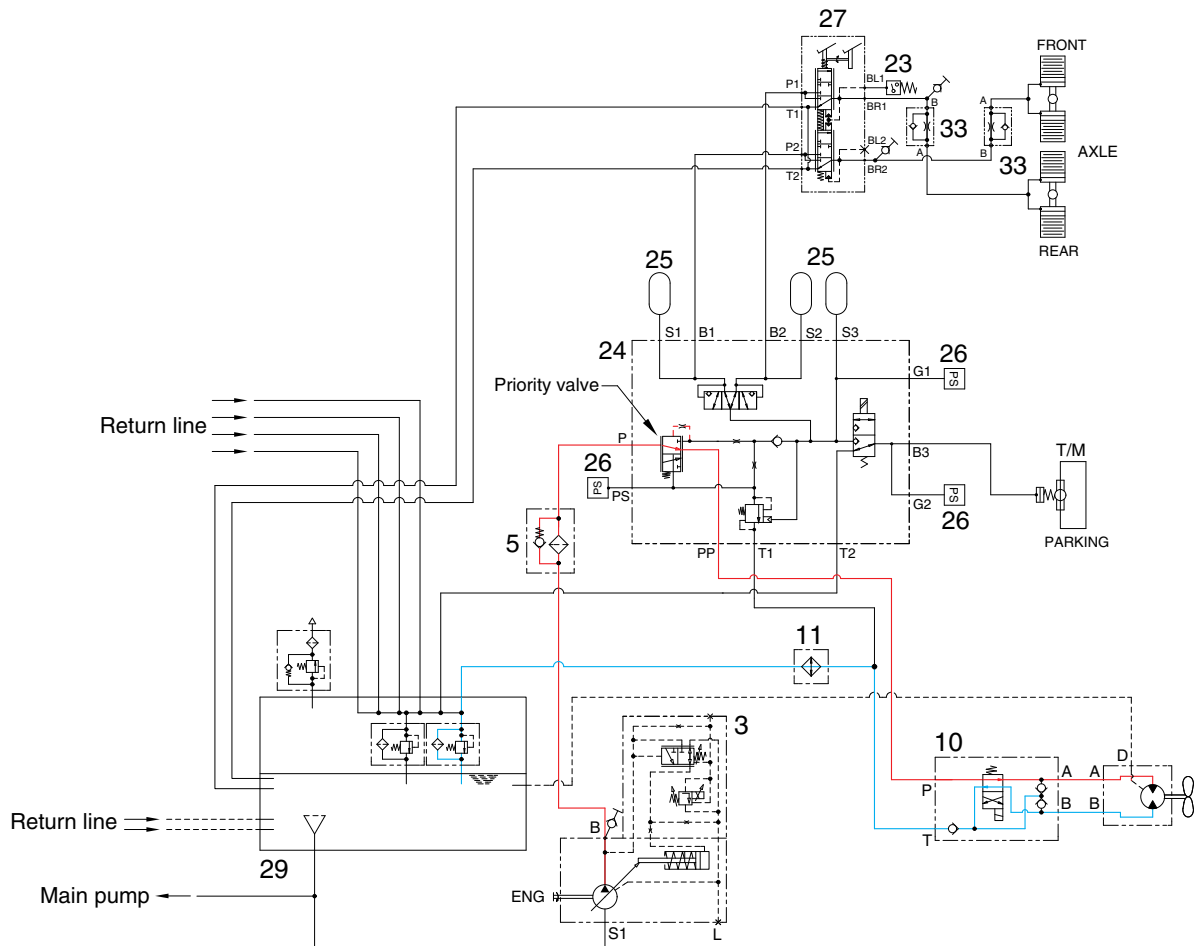 27
FRONT
23
P1
BL1
BR1
B
A
T1
33
P2
BL2
A
B
33
AXLE
T2
BR2
REAR
25
25
S1
B1
B2
S2
S3
24
26
PS
G1
Priority valve
Return line
P
B3
T/M
26
PS
PS
PS
G2
26
PARKING
5
PP
T1
T2
11
3
10
D
A
A
P
B
B
B
T
Return line
29
Main pump
ENG
S1
L